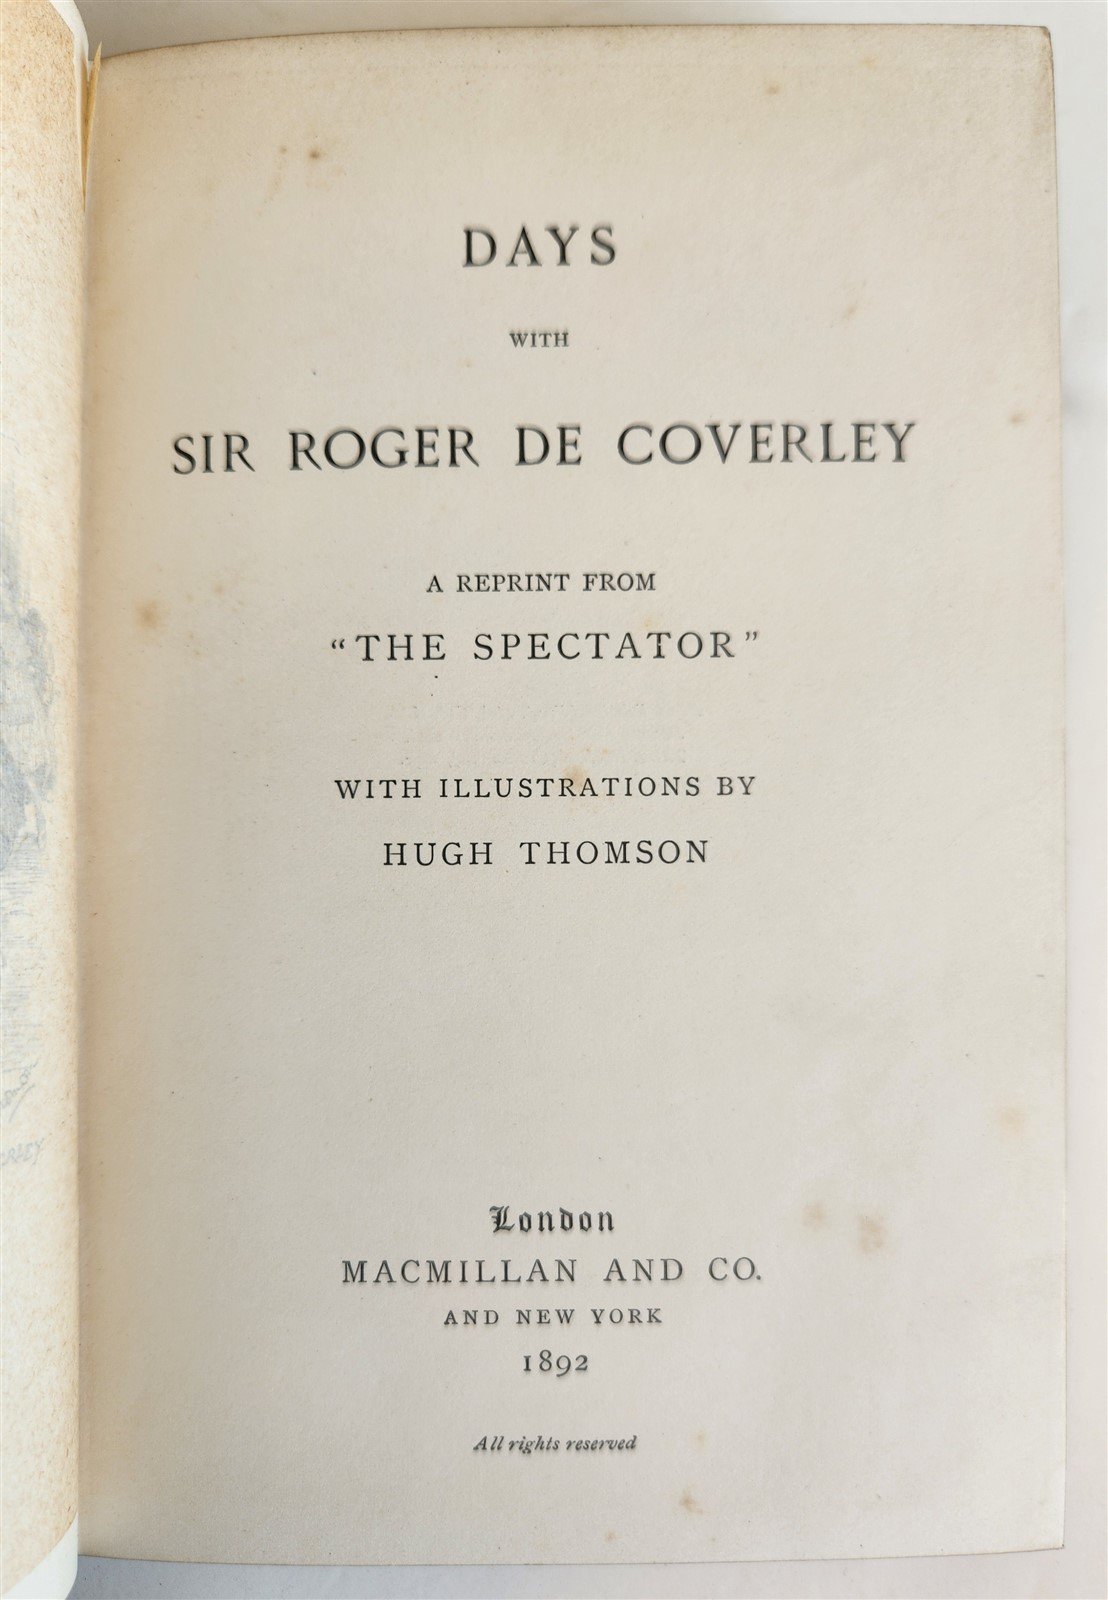 DAYS
WITH
SIR ROGER DE COVERLEY
A REPRINT FROM
“THE SPECTATOR”
WITH ILLUSTRATIONS BY
HUGH THOMSON
London
MACMILLAN AND CO.
AND NEW YORK
1892
All rights reserved